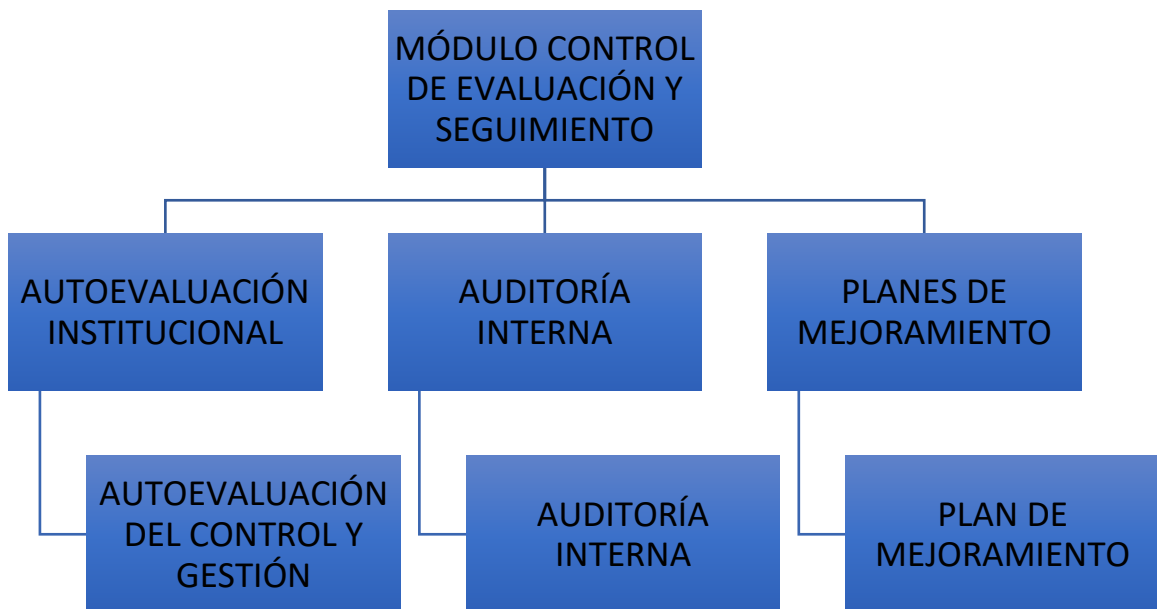 MÓDULO CONTROL
DE EVALUACIÓN Y
SEGUIMIENTO
AUTOEVALUACIÓN
INSTITUCIONAL
AUDITORÍA
INTERNA
PLANES DE
MEJORAMIENTO
AUTOEVALUACIÓN
DEL CONTROL Y
GESTIÓN
AUDITORÍA
INTERNA
PLAN DE
MEJORAMIENTO